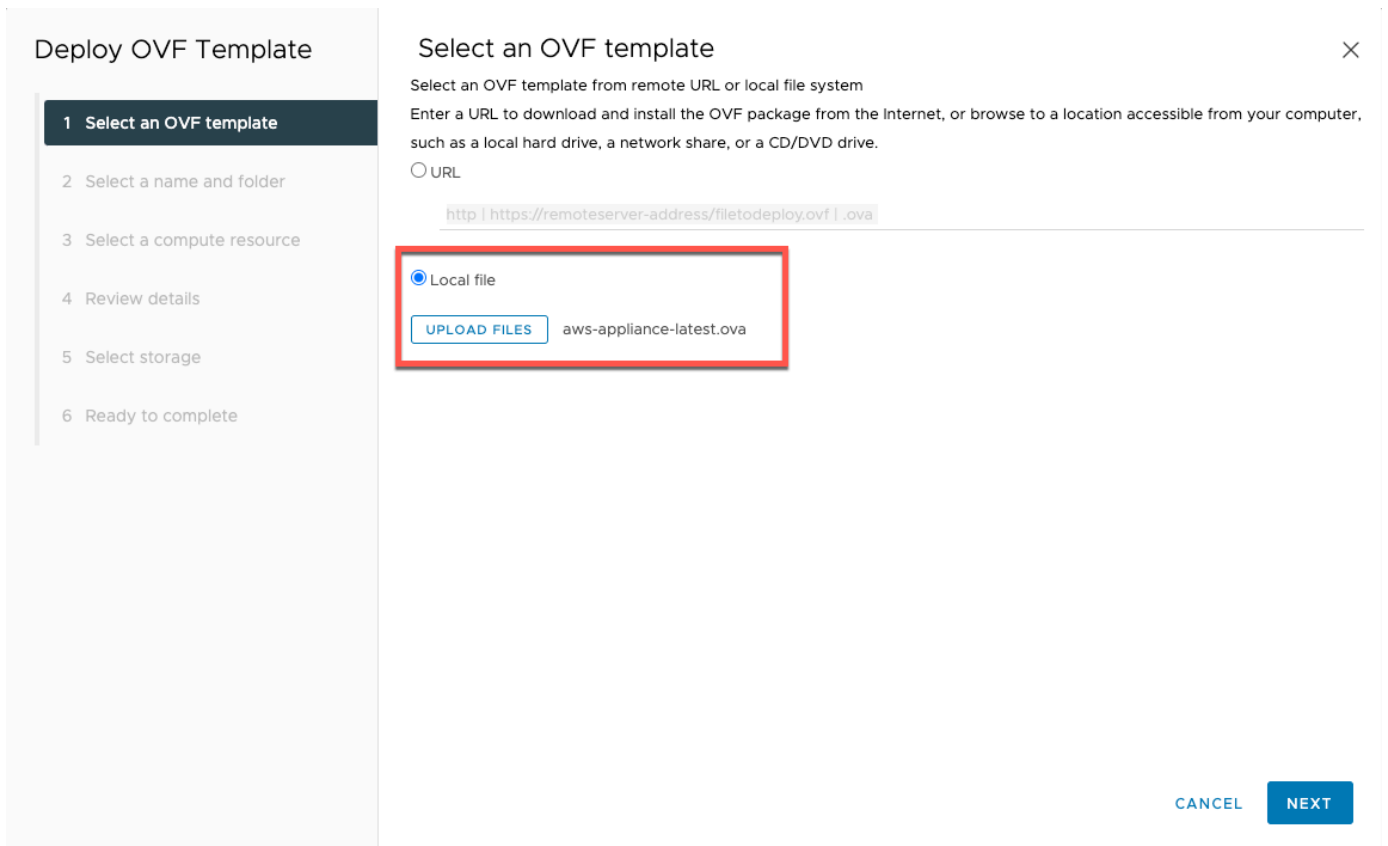 Deploy OVF Template
1 Select an OVF template
2 Select a name and folder
3 Select a compute resource
4 Review details
5 Select storage
6 Ready to complete
Select an OVF template
Select an OVF template from remote URL or local file system
Enter a URL to download and install the OVF package from the Internet, or browse to a location accessible from your computer,
such as a local hard drive, a network share, or a CD/DVD drive.
URL
http | https://remoteserver-address/filetodeploy.ovf | .ova
Local file
UPLOAD FILES aws-appliance-latest.ova
CANCEL NEXT